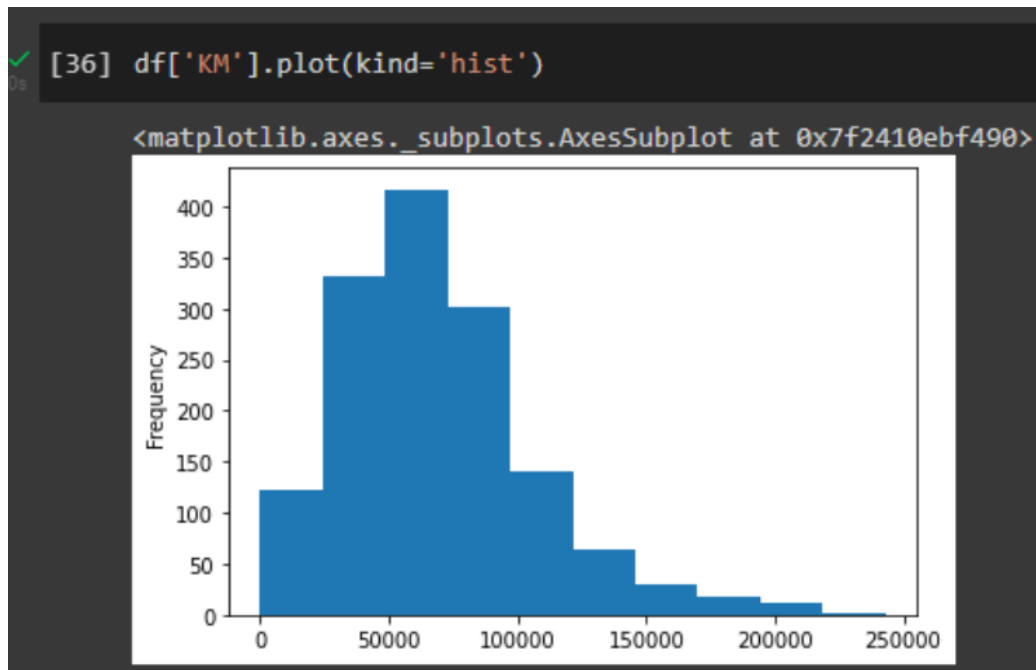 [36] df['KM'].plot(kind='hist')
0s
<matplotlib.axes._subplots.AxesSubplot at 0x7f2410ebf490>
400
350
300
250
200
150
100
50
0
Frequency
0 50000 100000 150000 200000 250000